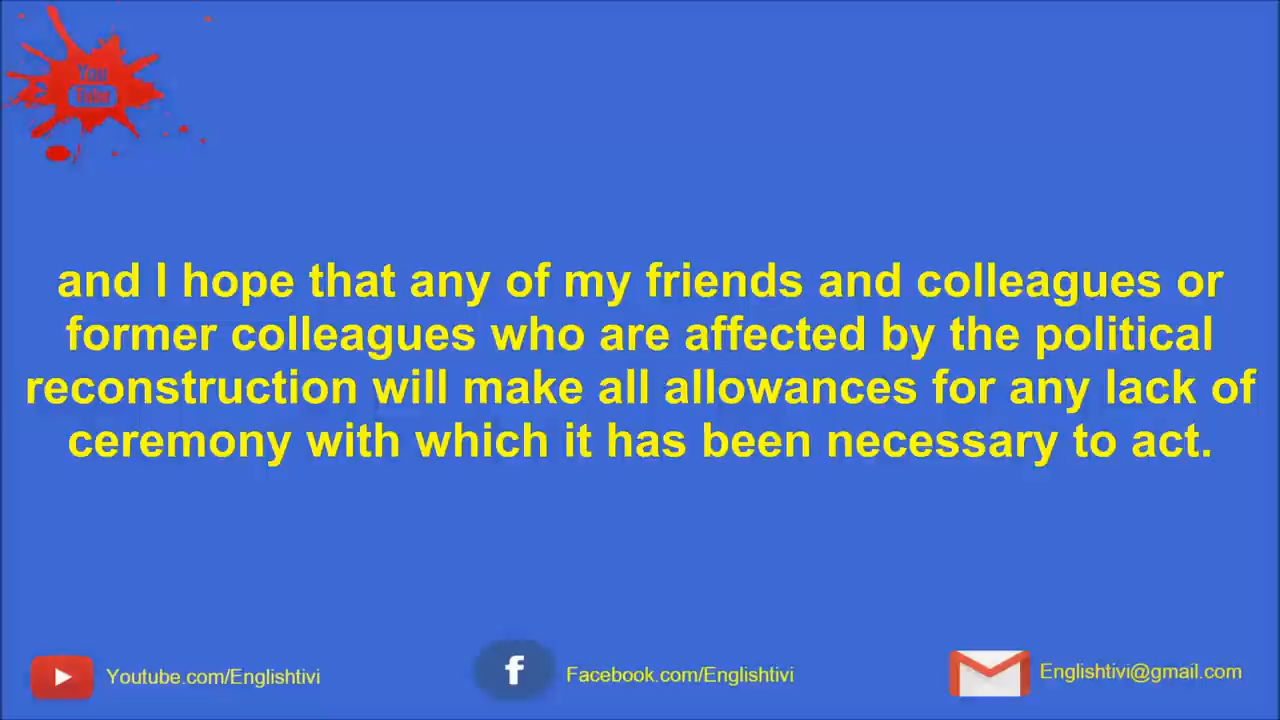 You
Tube
and I hope that any of my friends and colleagues or
former colleagues who are affected by the political
reconstruction will make all allowances for any lack of
ceremony with which it has been necessary to act.
Youtube.com/Englishtivi
Facebook.com/Englishtivi
Englishtivi@gmail.com